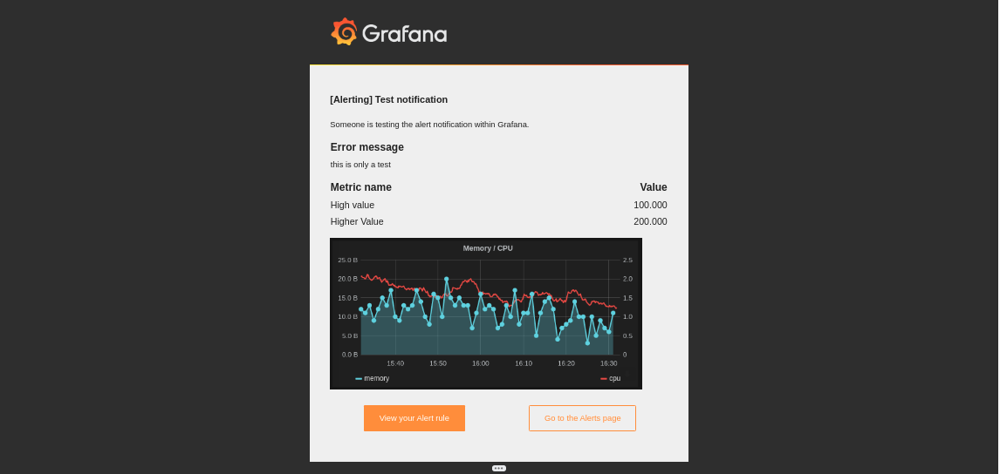 Grafana
[Alerting] Test notification
Someone is testing the alert notification within Grafana.
Error message
this is only a test
Metric name Value
High value 100.000
Higher Value 200.000
Memory / CPU
25.0 B 2.5
20.0 B 2.0
15.0 B 1.5
10.0 B 1.0
5.0 B 0.5
0.0 B 0
15:40 15:50 16:00 16:10 16:20 16:30
memory cpu
View your Alert rule Go to the Alerts page